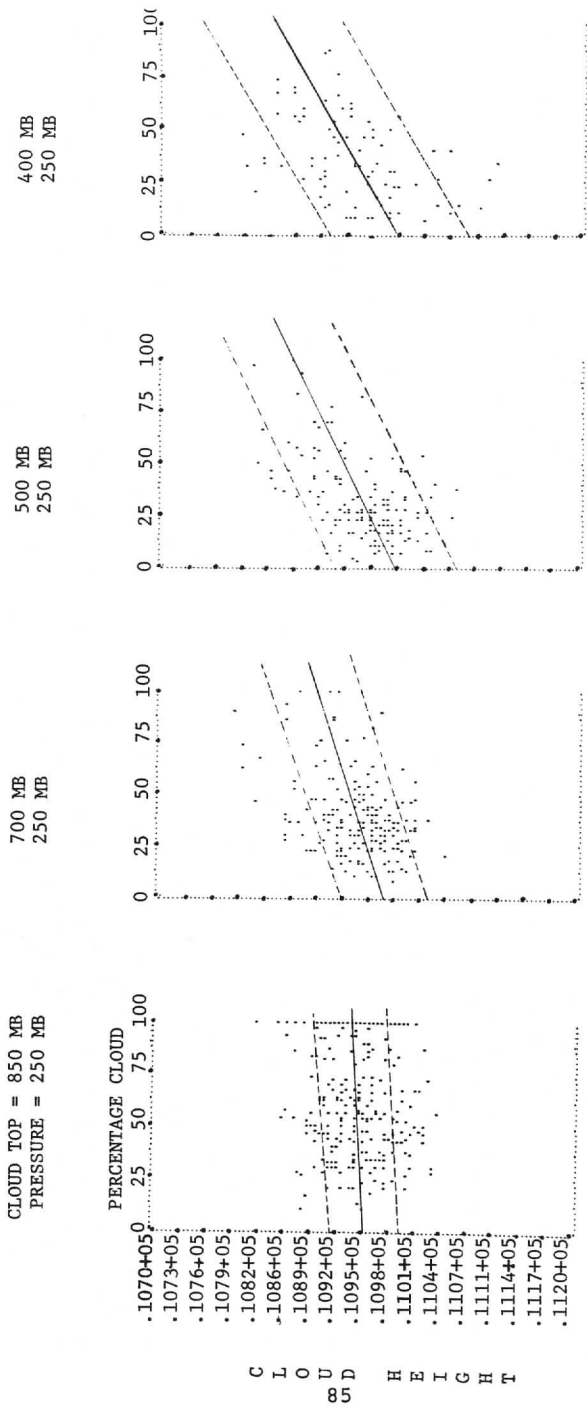 CLOUD TOP = 850 MB
PRESSURE = 250 MB
700 MB
250 MB
500 MB
250 MB
400 MB
250 MB
PERCENTAGE CLOUD
0 25 50 75 100
0 25 50 75 100
0 25 50 75 100
0 25 50 75
.1070+05
.1073+05
.1076+05
.1079+05
.1082+05
.1086+05
.1089+05
.1092+05
.1095+05
.1098+05
.1101+05
.1104+05
.1107+05
.1111+05
.1114+05
.1117+05
.1120+05
CLOUD HEIGHT
85